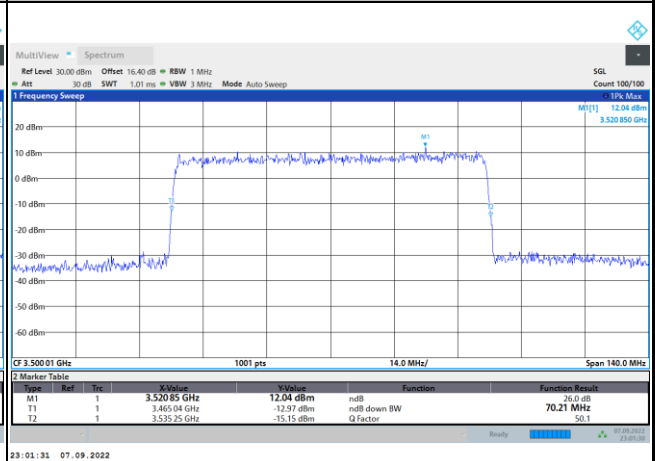 MultiView Spectrum
Ref Level 30.00 dBm Offset 16.40 dB RBW 1 MHz SGL
Att 30 dB SWT 1.01 ms VBW 3 MHz Mode Auto Sweep Count 100/100
1 Frequency Sweep 1Pk Max
M1[1] 12.04 dBm
3.520 850 GHz
20 dBm
M1
10 dBm
0 dBm
T1
-10 dBm
T2
-20 dBm
-30 dBm
-40 dBm
-50 dBm
-60 dBm
CF 3.500 01 GHz 1001 pts 14.0 MHz/ Span 140.0 MHz
2 Marker Table
Type Ref Trc X-Value Y-Value Function Function Result
M1 1 3.520 85 GHz 12.04 dBm ndB 26.0 dB
T1 1 3.465 04 GHz -12.97 dBm ndB down BW 70.21 MHz
T2 1 3.535 25 GHz -15.15 dBm Q Factor 50.1
Ready 07.09.2022
23:01:30
23:01:31 07.09.2022